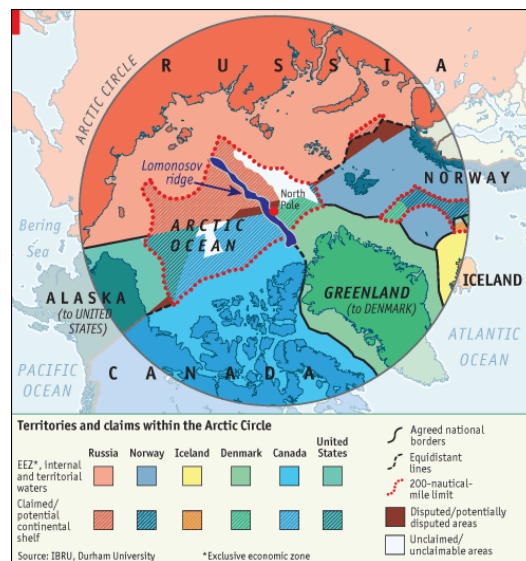 RUSSIA
ARCTIC CIRCLE
Lomonosov
ridge
North
Pole
NORWAY
ARCTIC
OCEAN
Bering
Sea
ICELAND
GREENLAND
(to DENMARK)
ALASKA
(to UNITED
STATES)
ATLANTIC
OCEAN
PACIFIC
OCEAN
CANADA
Territories and claims within the Arctic Circle
Russia Norway Iceland Denmark Canada United States
EEZ*, internal
and territorial
waters
Claimed/
potential
continental
shelf
Source: IBRU, Durham University *Exclusive economic zone
Agreed national
borders
Equidistant
lines
200-nautical-
mile limit
Disputed/potentially
disputed areas
Unclaimed/
unclaimable areas